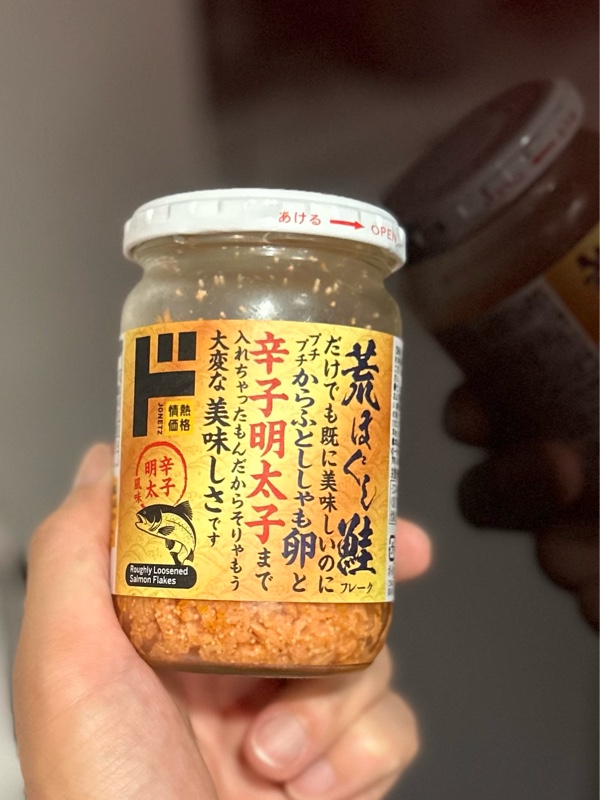 あける → OPEN
荒ほぐし鮭フレーク
だけでも既に美味しいのに
プチプチからふとししゃも卵と
辛子明太子まで
入れちゃったもんだからそりゃもう
大変な美味しさです
ド
JONETZ
情熱価格
辛子明太風味
Roughly Loosened
Salmon Flakes